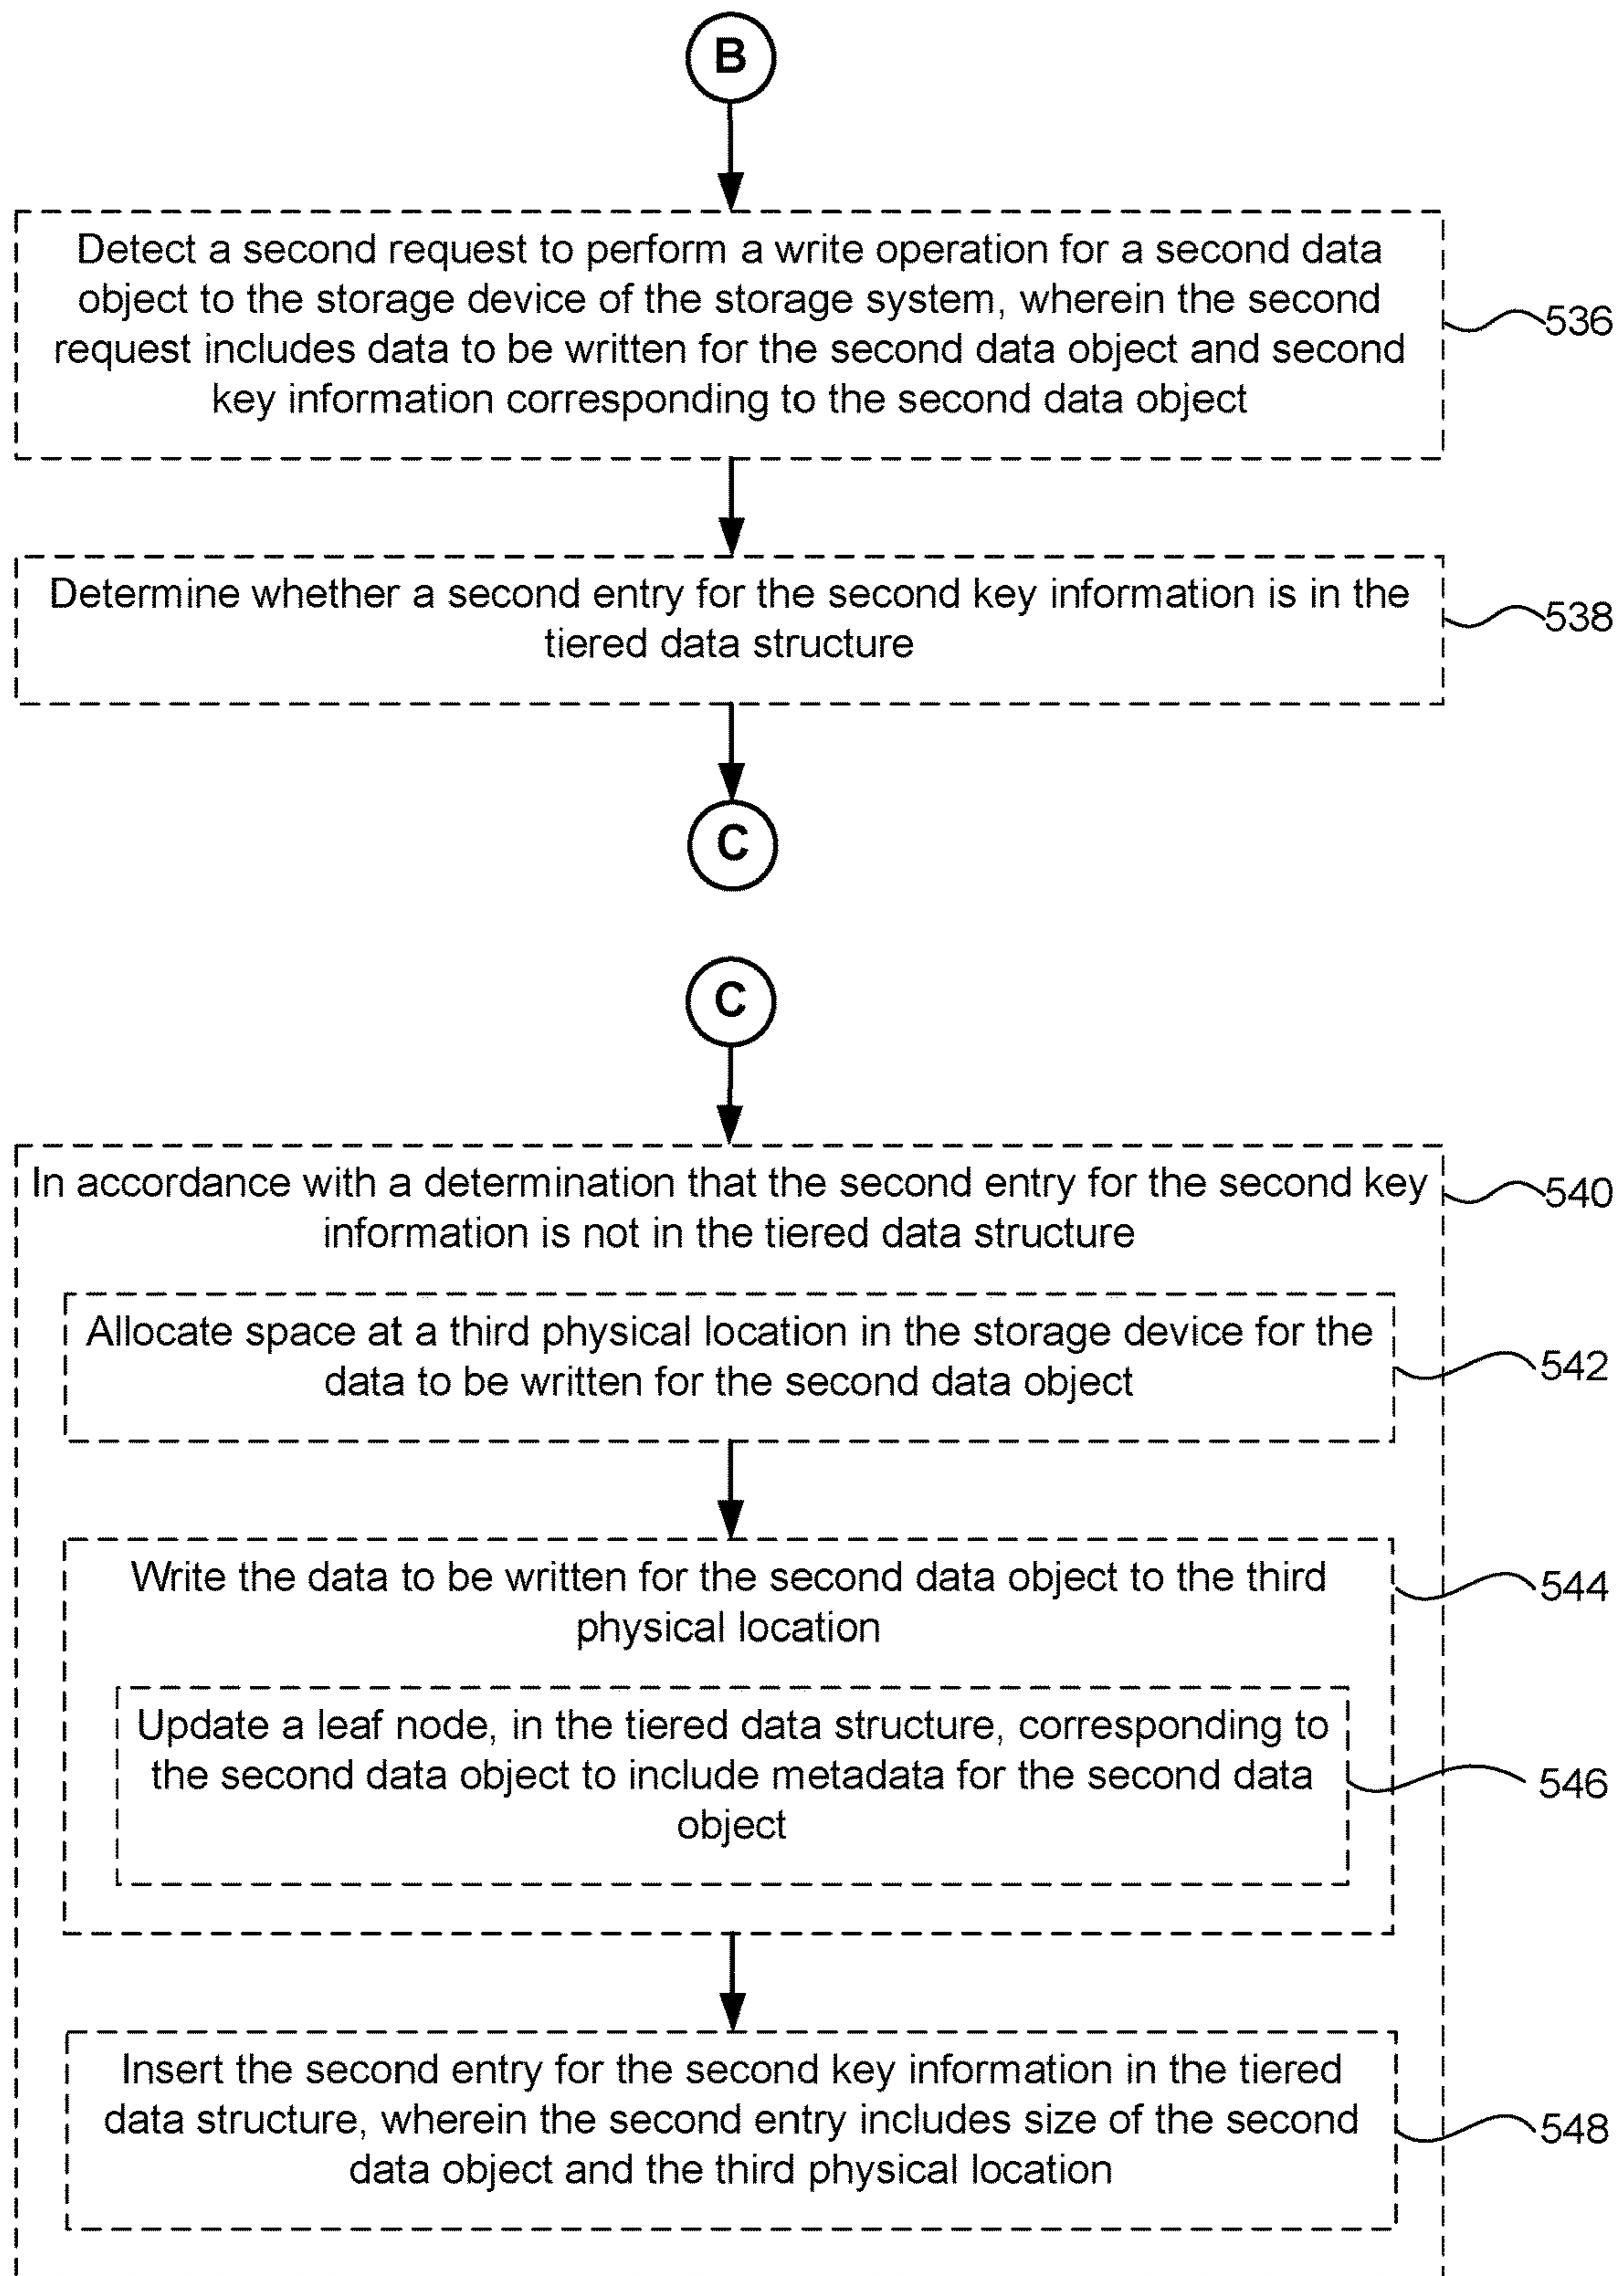 B
Detect a second request to perform a write operation for a second data
object to the storage device of the storage system, wherein the second
request includes data to be written for the second data object and second
key information corresponding to the second data object
536
Determine whether a second entry for the second key information is in the
tiered data structure
538
C
C
In accordance with a determination that the second entry for the second key
information is not in the tiered data structure
540
Allocate space at a third physical location in the storage device for the
data to be written for the second data object
542
Write the data to be written for the second data object to the third
physical location
544
Update a leaf node, in the tiered data structure, corresponding to
the second data object to include metadata for the second data
object
546
Insert the second entry for the second key information in the tiered
data structure, wherein the second entry includes size of the second
data object and the third physical location
548